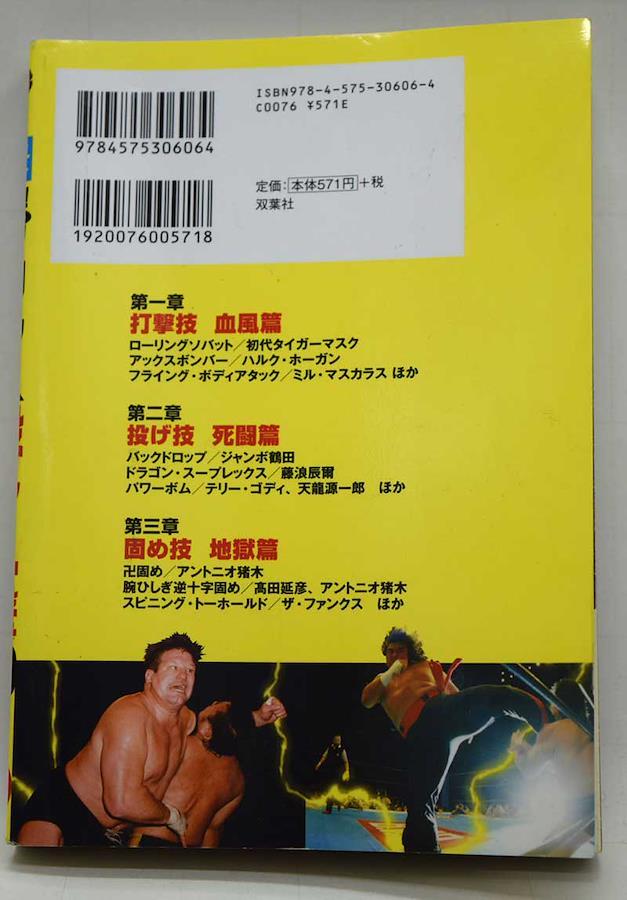 ISBN978-4-575-30606-4
C0076 ¥571E
9784575306064
定価：本体571円+税
双葉社
1920076005718
第一章
打撃技 血風篇
ローリングソバット／初代タイガーマスク
アックスボンバー／ハルク・ホーガン
フライング・ボディアタック／ミル・マスカラス ほか
第二章
投げ技 死闘篇
バックドロップ／ジャンボ鶴田
ドラゴン・スープレックス／藤浪辰爾
パワーボム／テリー・ゴディ、天龍源一郎 ほか
第三章
固め技 地獄篇
卍固め／アントニオ猪木
腕ひしぎ逆十字固め／髙田延彦、アントニオ猪木
スピニング・トーホールド／ザ・ファンクス ほか